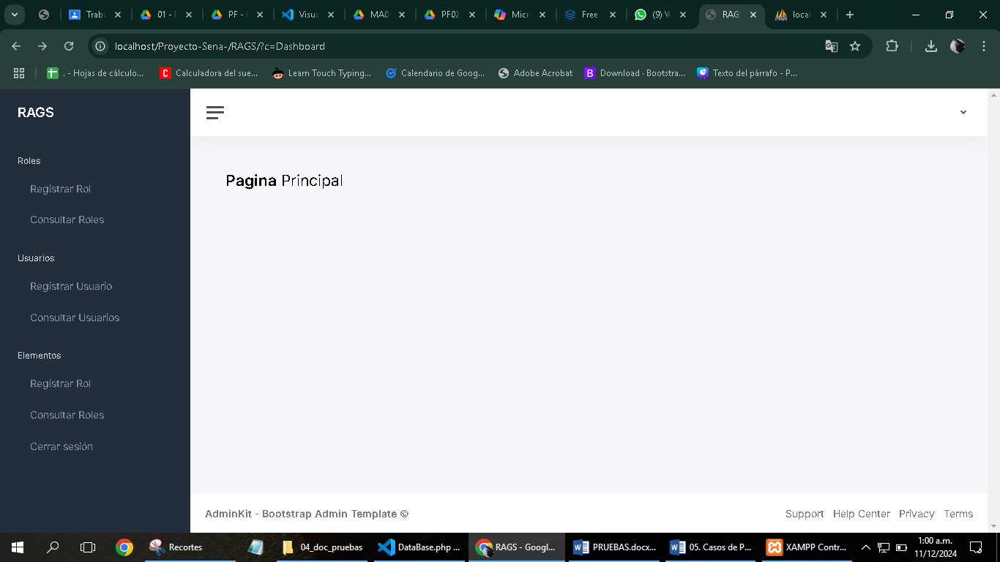 Traba
01 -
PF -
Visua
MA0
PF02
Micr
Free
(9) V
RAG
local
localhost/Proyecto-Sena-/RAGS/?c=Dashboard
. - Hojas de cálculo...
Calculadora del sue...
Learn Touch Typing...
Calendario de Goog...
Adobe Acrobat
Download · Bootstra...
Texto del párrafo - P...
RAGS
Roles
Registrar Rol
Consultar Roles
Usuarios
Registrar Usuario
Consultar Usuarios
Elementos
Registrar Rol
Consultar Roles
Cerrar sesión
Pagina Principal
AdminKit - Bootstrap Admin Template ©
Support Help Center Privacy Terms
Recortes
04_doc_pruebas
DataBase.php ...
RAGS - Googl...
PRUEBAS.docx...
05. Casos de P...
XAMPP Contr...
1:00 a.m.
11/12/2024